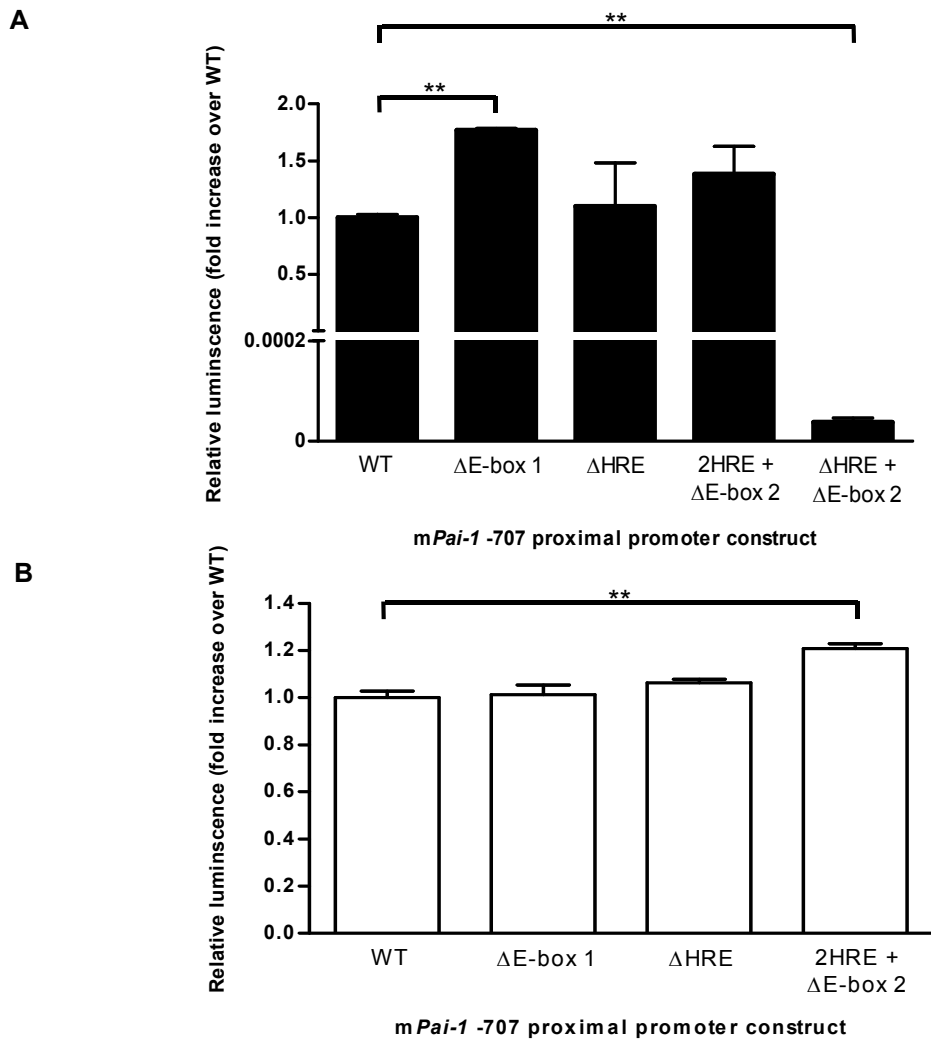 A
**
**
Relative luminscence (fold increase over WT)
2.0
1.5
1.0
0.5
0.0002
0
WT
ΔE-box 1
ΔHRE
2HRE +
ΔE-box 2
ΔHRE +
ΔE-box 2
mPai-1 -707 proximal promoter construct
B
**
Relative luminscence (fold increase over WT)
1.4
1.2
1.0
0.8
0.6
0.4
0.2
0.0
WT
ΔE-box 1
ΔHRE
2HRE +
ΔE-box 2
mPai-1 -707 proximal promoter construct